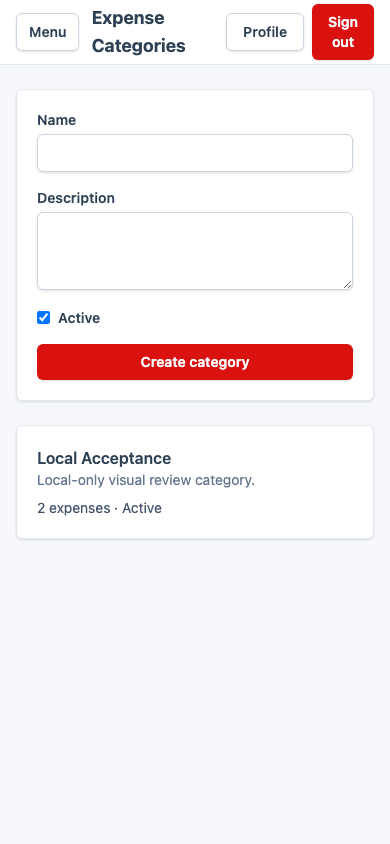 Menu
Expense
Categories
Profile
Sign
out
Name
Description
Active
Create category
Local Acceptance
Local-only visual review category.
2 expenses · Active